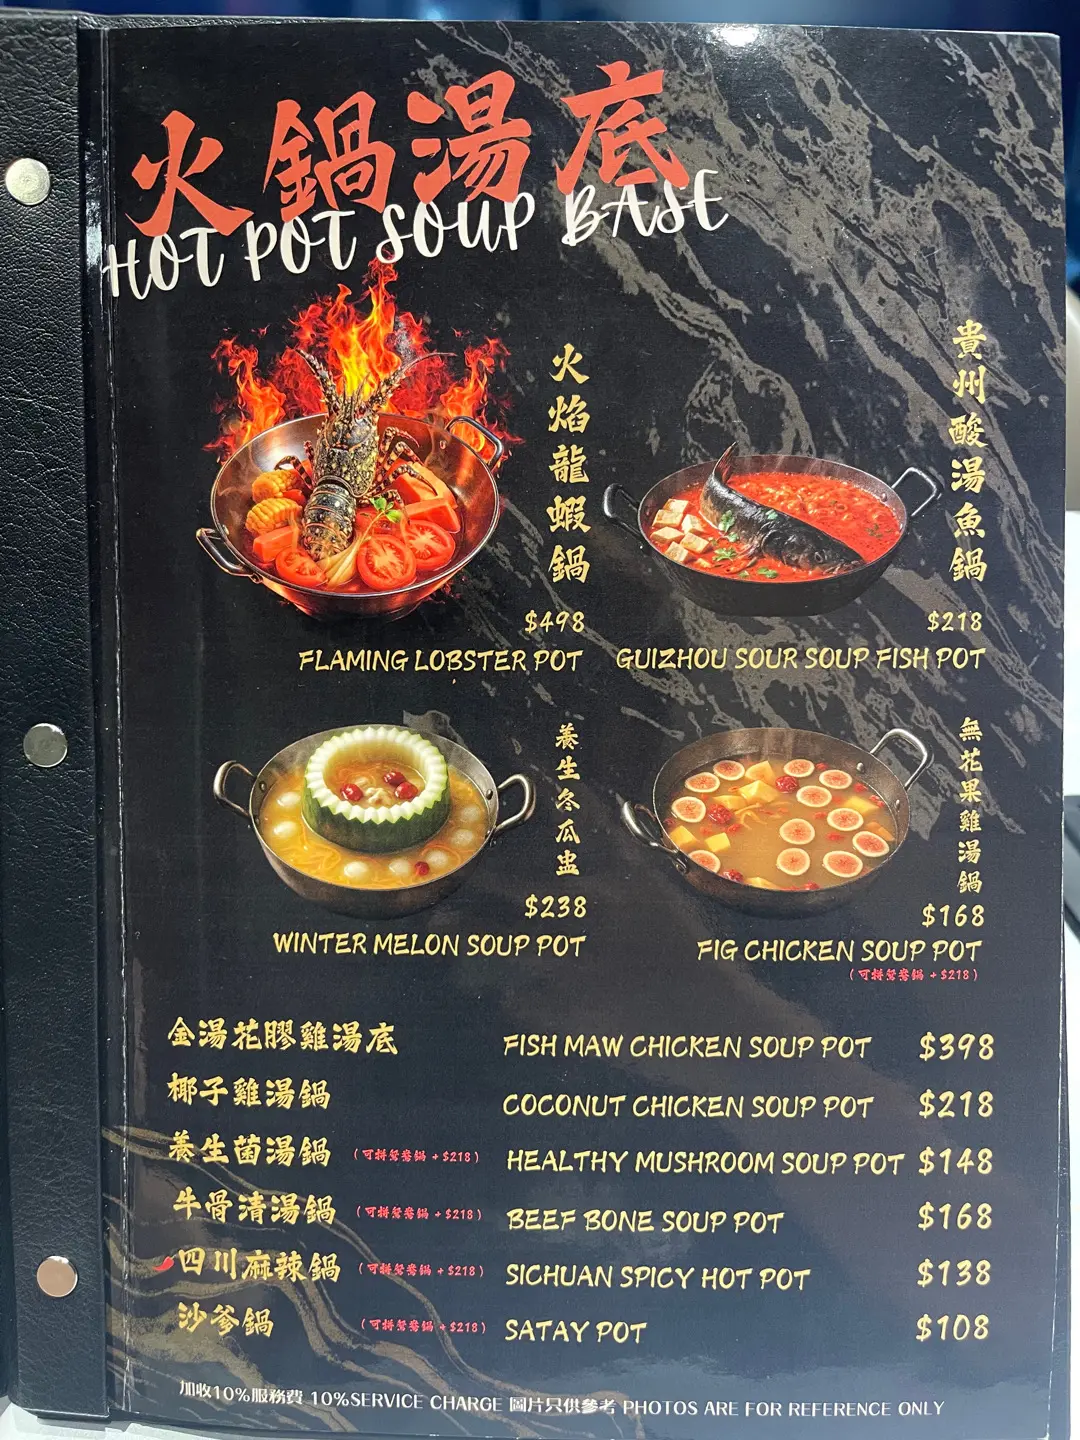 火鍋湯底
HOT POT SOUP BASE
火焰龍蝦鍋
$498
FLAMING LOBSTER POT
貴州酸湯魚鍋
$218
GUIZHOU SOUR SOUP FISH POT
養生冬瓜盅
$238
WINTER MELON SOUP POT
無花果雞湯鍋
$168
FIG CHICKEN SOUP POT
(可拼鴛鴦鍋 + $218)
金湯花膠雞湯底 FISH MAW CHICKEN SOUP POT $398
椰子雞湯鍋 COCONUT CHICKEN SOUP POT $218
養生菌湯鍋 (可拼鴛鴦鍋 + $218) HEALTHY MUSHROOM SOUP POT $148
牛骨清湯鍋 (可拼鴛鴦鍋 + $218) BEEF BONE SOUP POT $168
四川麻辣鍋 (可拼鴛鴦鍋 + $218) SICHUAN SPICY HOT POT $138
沙爹鍋 (可拼鴛鴦鍋 + $218) SATAY POT $108
加收10%服務費 10%SERVICE CHARGE 圖片只供參考 PHOTOS ARE FOR REFERENCE ONLY